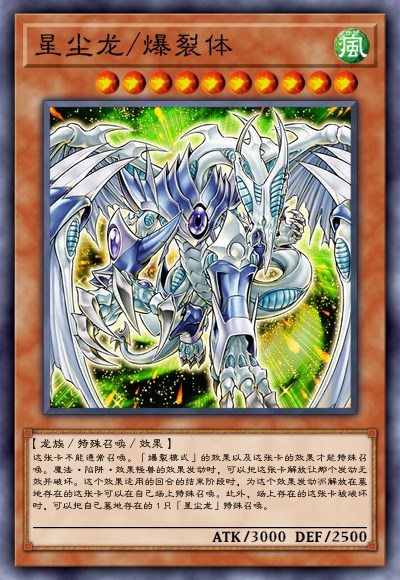 星尘龙/爆裂体
風
【龙族/特殊召唤/效果】
这张卡不能通常召唤。「爆裂模式」的效果以及这张卡的效果才能特殊召
唤。魔法·陷阱·效果怪兽的效果发动时，可以把这张卡解放让那个发动无
效并破坏。这个效果适用的回合的结束阶段时，为这个效果发动而解放在墓
地存在的这张卡可以在自己场上特殊召唤。此外，场上存在的这张卡被破坏
时，可以把自己墓地存在的1只「星尘龙」特殊召唤。
ATK/3000 DEF/2500